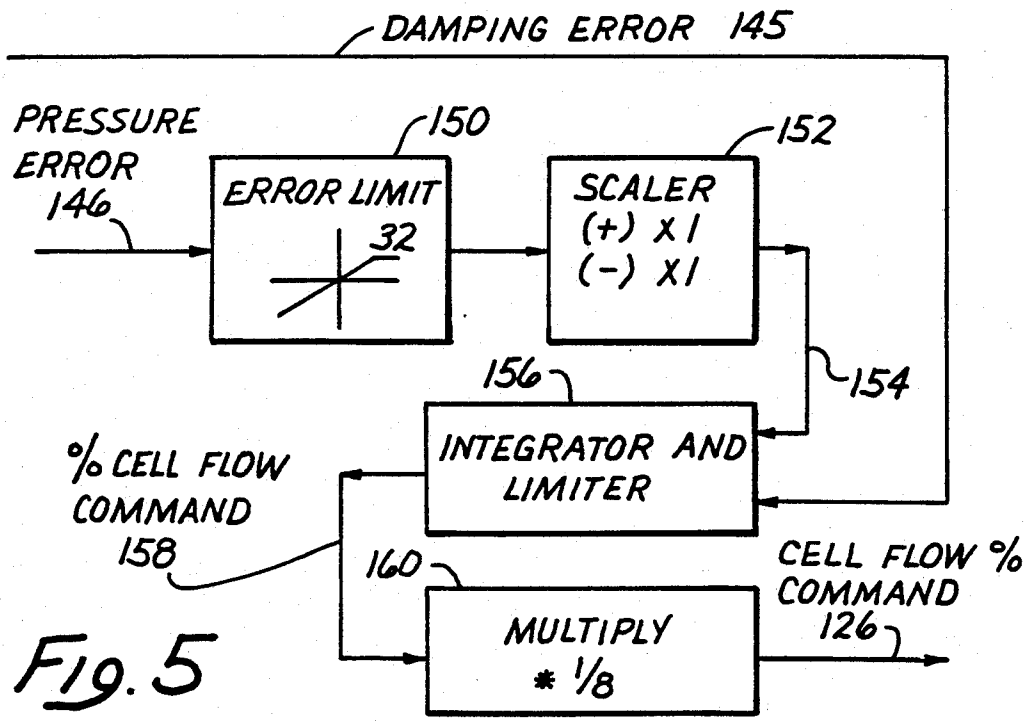 DAMPING ERROR 145
PRESSURE
ERROR
146
150
ERROR LIMIT
32
152
SCALER
(+) X1
(-) X1
154
156
INTEGRATOR AND
LIMITER
% CELL FLOW
COMMAND
158
160
MULTIPLY
* 1/8
CELL FLOW %
COMMAND
126
Fig. 5